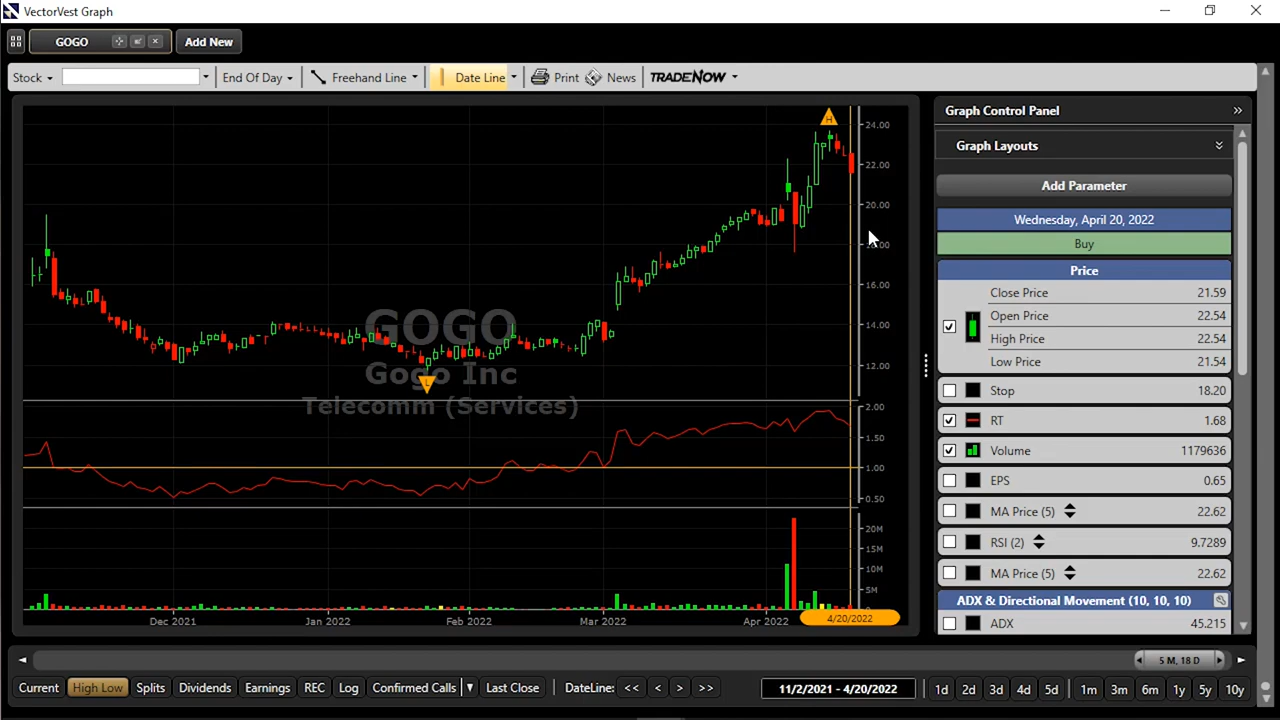 VectorVest Graph
GOGO
Add New
Stock
End Of Day
Freehand Line
Date Line
Print
News
TRADENOW
H
24.00
22.00
20.00
16.00
14.00
12.00
GOGO
Gogo Inc
Telecomm (Services)
L
2.00
1.50
1.00
0.50
20M
15M
10M
5M
Dec 2021
Jan 2022
Feb 2022
Mar 2022
Apr 2022
4/20/2022
Graph Control Panel
Graph Layouts
Add Parameter
Wednesday, April 20, 2022
Buy
Price
Close Price 21.59
Open Price 22.54
High Price 22.54
Low Price 21.54
Stop 18.20
RT 1.68
Volume 1179636
EPS 0.65
MA Price (5) 22.62
RSI (2) 9.7289
MA Price (5) 22.62
ADX & Directional Movement (10, 10, 10)
ADX 45.215
5 M, 18 D
Current
High Low
Splits
Dividends
Earnings
REC
Log
Confirmed Calls
Last Close
DateLine:
<<
<
>
>>
11/2/2021 - 4/20/2022
1d
2d
3d
4d
5d
1m
3m
6m
1y
5y
10y